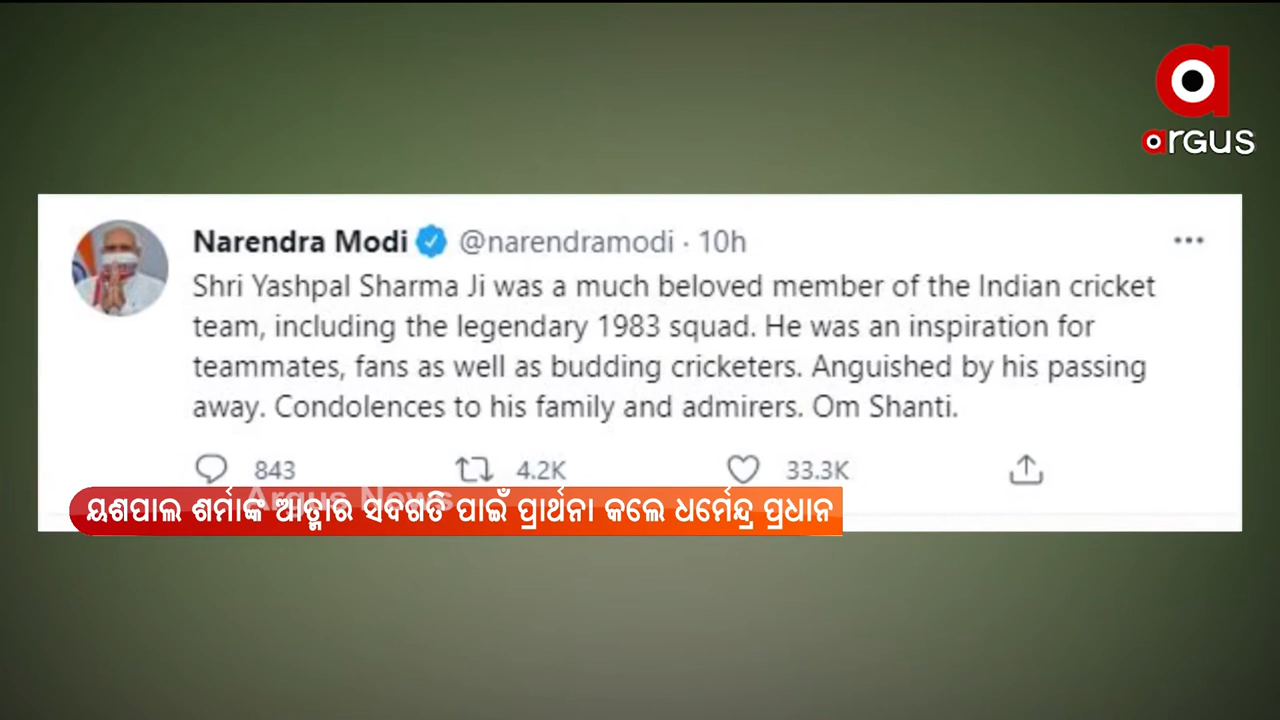 argus
Narendra Modi @narendramodi · 10h
Shri Yashpal Sharma Ji was a much beloved member of the Indian cricket
team, including the legendary 1983 squad. He was an inspiration for
teammates, fans as well as budding cricketers. Anguished by his passing
away. Condolences to his family and admirers. Om Shanti.
843 4.2K 33.3K
Argus News
ୟଶପାଲ ଶର୍ମାଙ୍କ ଆତ୍ମାର ସଦଗତି ପାଇଁ ପ୍ରାର୍ଥନା କଲେ ଧର୍ମେନ୍ଦ୍ର ପ୍ରଧାନ